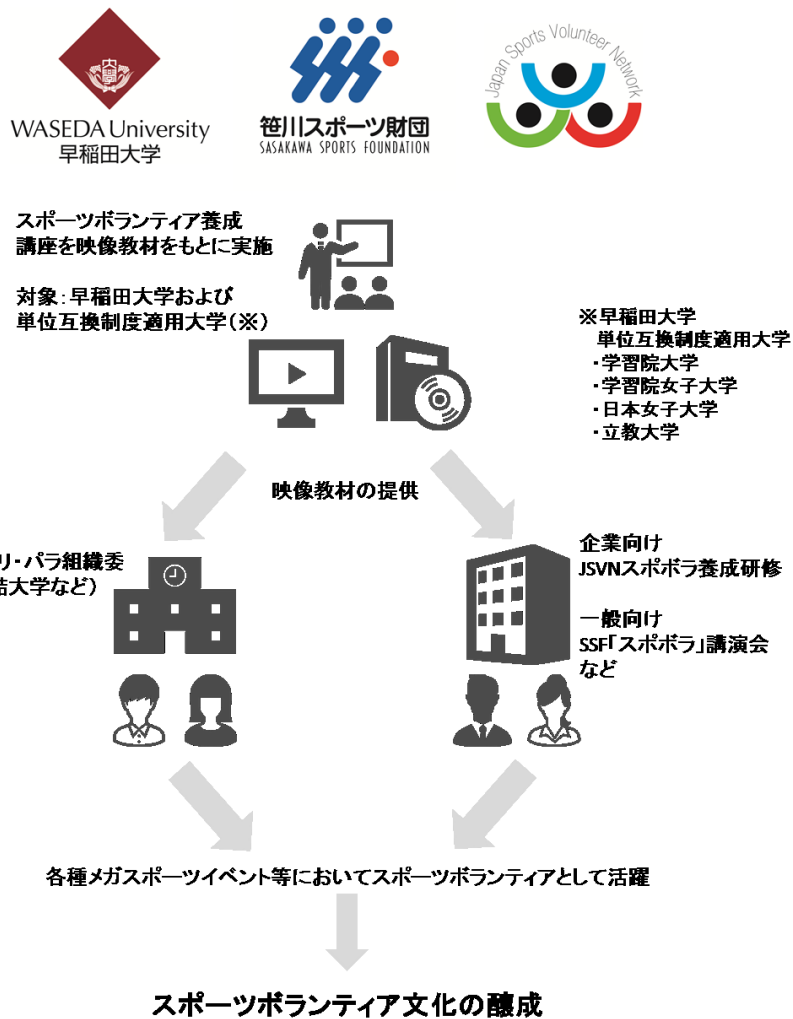 WASEDA University
早稲田大学
笹川スポーツ財団
SASAKAWA SPORTS FOUNDATION
Japan Sports Volunteer Network
スポーツボランティア養成
講座を映像教材をもとに実施
対象：早稲田大学および
単位互換制度適用大学（※）
※早稲田大学
単位互換制度適用大学
・学習院大学
・学習院女子大学
・日本女子大学
・立教大学
映像教材の提供
リ・パラ組織委
結大学など）
企業向け
JSVNスポボラ養成研修
一般向け
SSF「スポボラ」講演会
など
各種メガスポーツイベント等においてスポーツボランティアとして活躍
スポーツボランティア文化の醸成